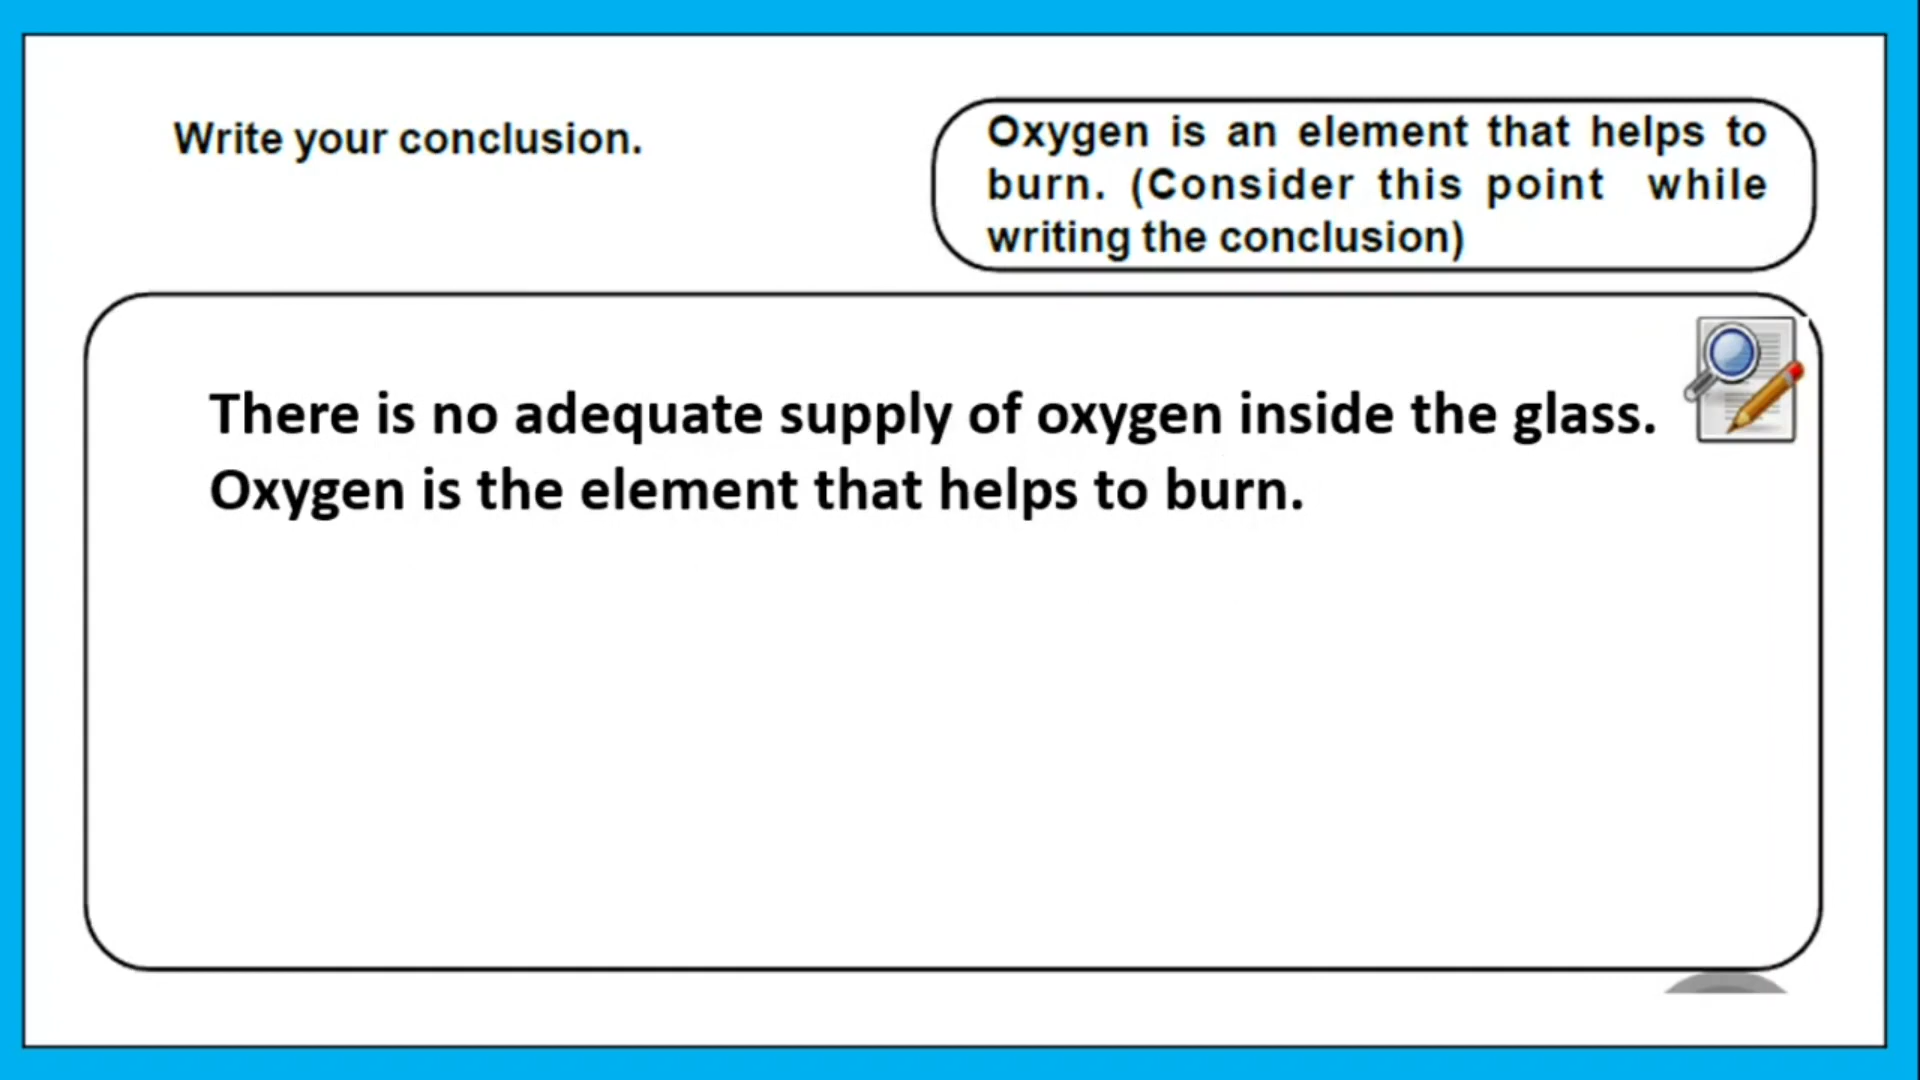 Write your conclusion.
Oxygen is an element that helps to
burn. (Consider this point while
writing the conclusion)
There is no adequate supply of oxygen inside the glass.
Oxygen is the element that helps to burn.